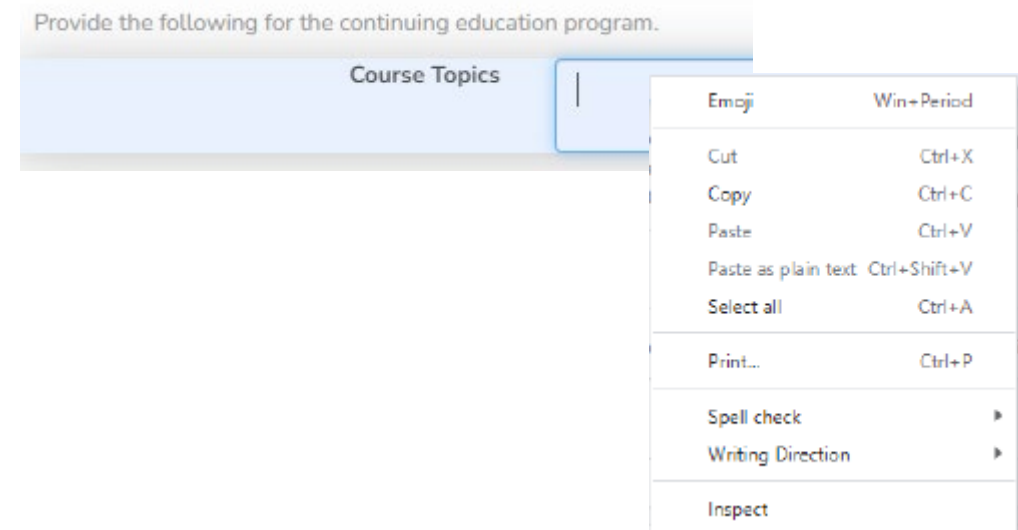 Provide the following for the continuing education program.
Course Topics
Emoji Win+Period
Cut Ctrl+X
Copy Ctrl+C
Paste Ctrl+V
Paste as plain text Ctrl+Shift+V
Select all Ctrl+A
Print... Ctrl+P
Spell check
Writing Direction
Inspect